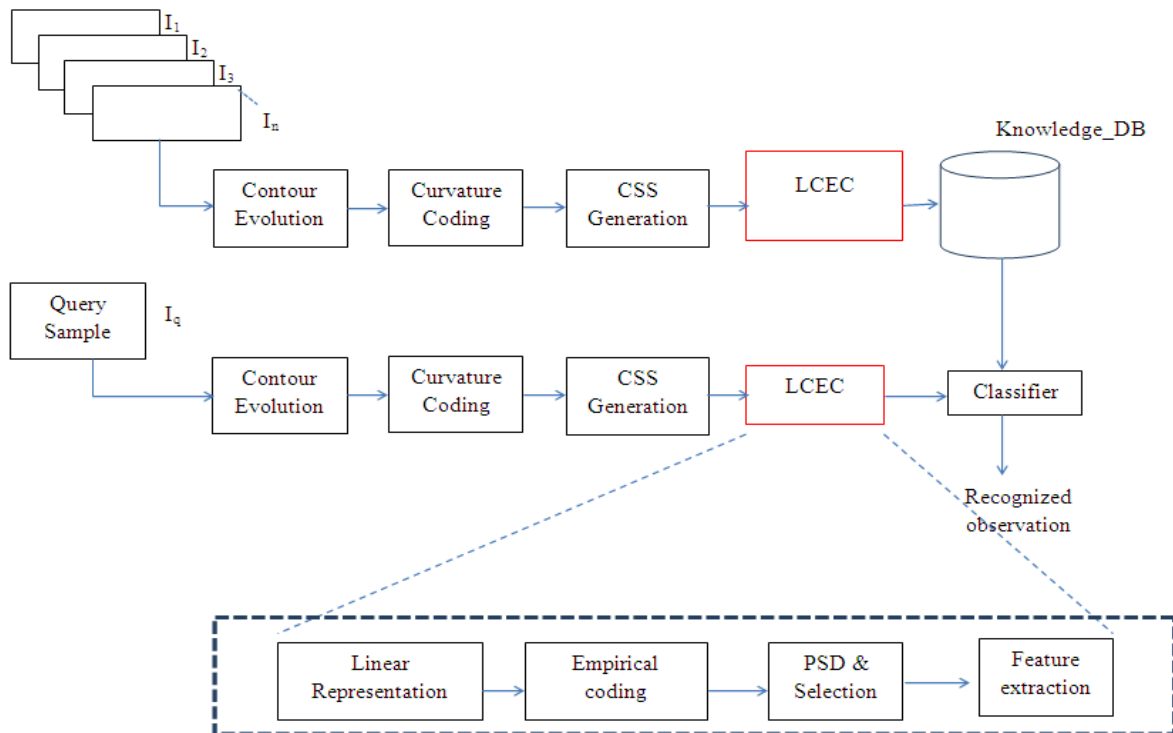 I₁
I₂
I₃
Iₙ
Knowledge_DB
Contour
Evolution
Curvature
Coding
CSS
Generation
LCEC
Query
Sample
I_q
Contour
Evolution
Curvature
Coding
CSS
Generation
LCEC
Classifier
Recognized
observation
Linear
Representation
Empirical
coding
PSD &
Selection
Feature
extraction